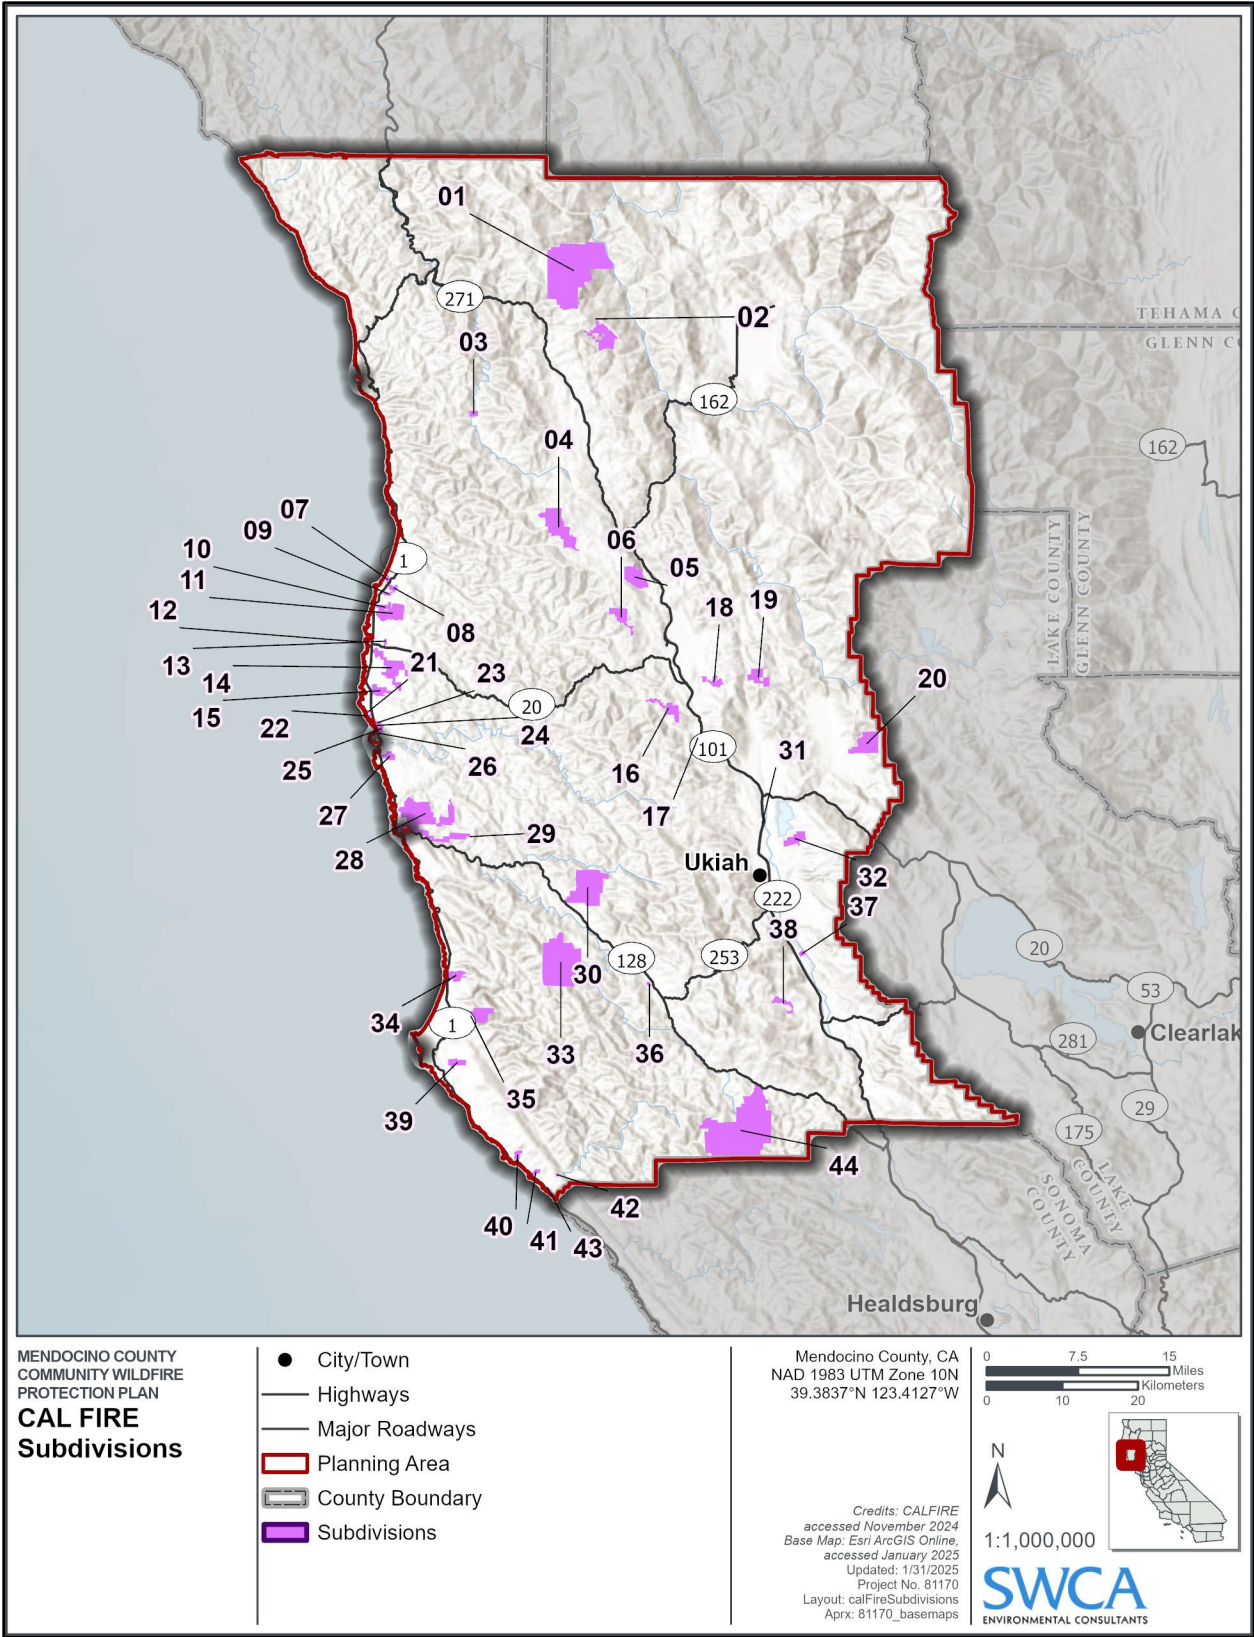 01
271
02
TEHAMA C
GLENN C
03
162
162
04
07
09
10
1
06
11
05
LAKE COUNTY
GLENN COUNTY
12
18
19
08
13
21
23
14
20
15
20
22
24
101
31
25
26
16
27
17
29
28
Ukiah
32
222
37
38
20
30
128
253
53
34
1
Clearlak
33
36
281
35
29
39
175
44
LAKE
COUNTY
SONOMA
COUNTY
42
40
41
43
Healdsburg
MENDOCINO COUNTY
COMMUNITY WILDFIRE
PROTECTION PLAN
CAL FIRE
Subdivisions
City/Town
Highways
Major Roadways
Planning Area
County Boundary
Subdivisions
Mendocino County, CA
NAD 1983 UTM Zone 10N
39.3837°N 123.4127°W
Credits: CALFIRE
accessed November 2024
Base Map: Esri ArcGIS Online,
accessed January 2025
Updated: 1/31/2025
Project No. 81170
Layout: calFireSubdivisions
Aprx: 81170_basemaps
0 7.5 15
Miles
Kilometers
0 10 20
N
1:1,000,000
SWCA
ENVIRONMENTAL CONSULTANTS